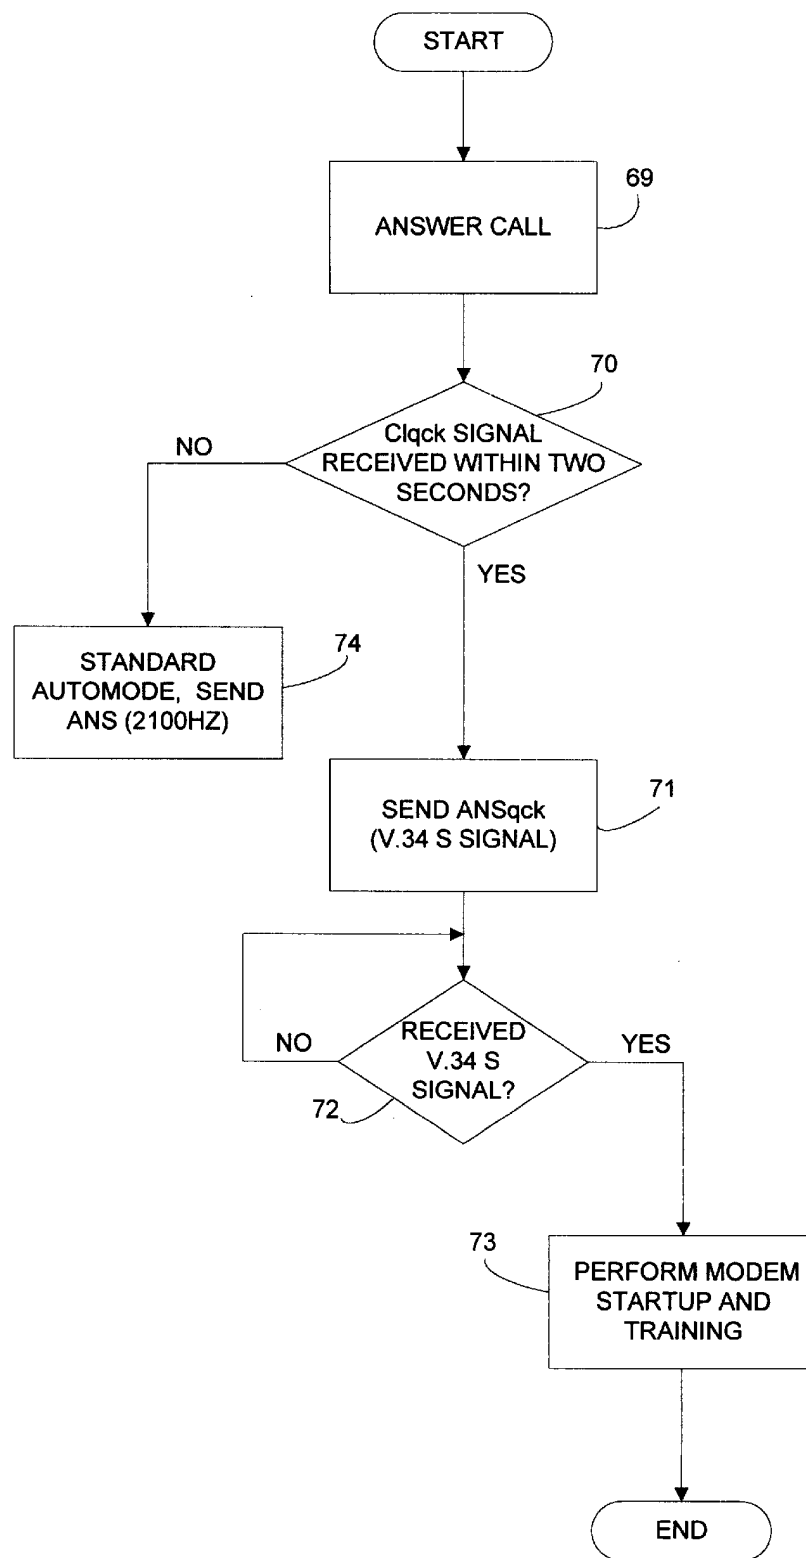 START
69
ANSWER CALL
70
CIqck SIGNAL
RECEIVED WITHIN TWO
SECONDS?
NO
YES
74
STANDARD
AUTOMODE, SEND
ANS (2100HZ)
71
SEND ANSqck
(V.34 S SIGNAL)
RECEIVED
V.34 S
SIGNAL?
NO
YES
72
73
PERFORM MODEM
STARTUP AND
TRAINING
END